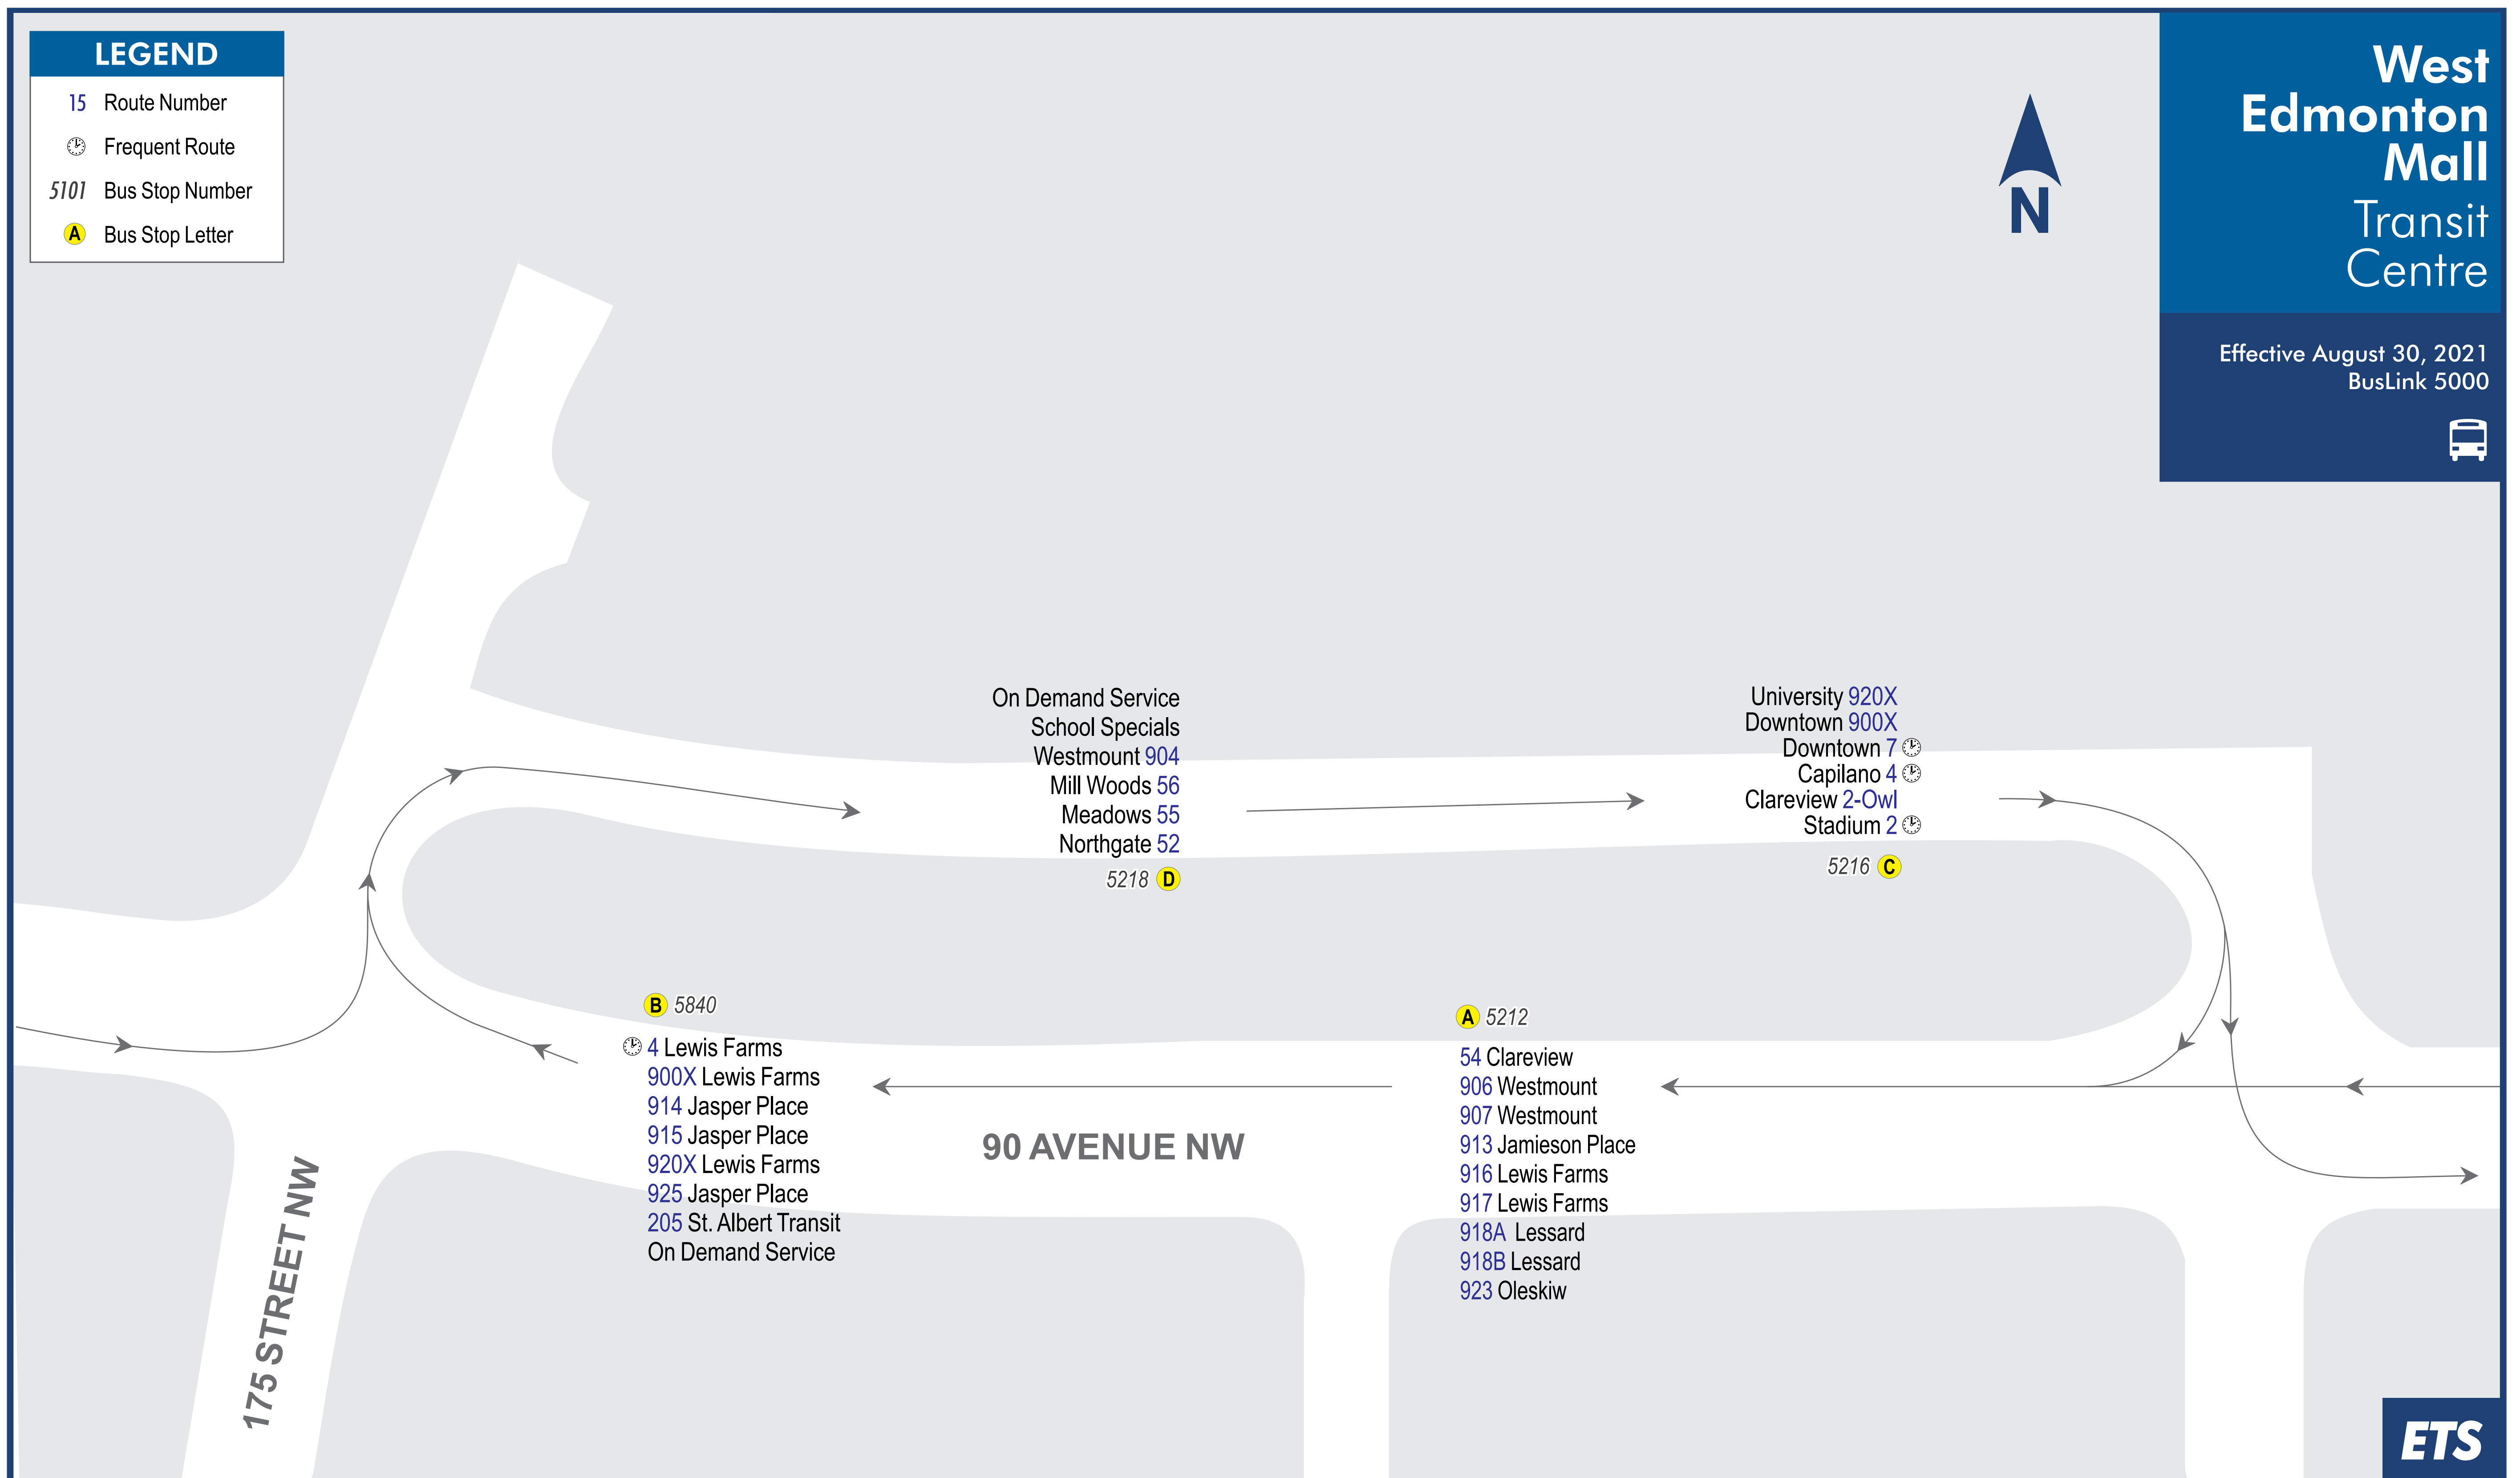 LEGEND
15 Route Number
Frequent Route
5101 Bus Stop Number
A Bus Stop Letter
N
West
Edmonton
Mall
Transit
Centre
Effective August 30, 2021
BusLink 5000
On Demand Service
School Specials
Westmount 904
Mill Woods 56
Meadows 55
Northgate 52
5218 D
University 920X
Downtown 900X
Downtown 7
Capilano 4
Clareview 2-Owl
Stadium 2
5216 C
B 5840
4 Lewis Farms
900X Lewis Farms
914 Jasper Place
915 Jasper Place
920X Lewis Farms
925 Jasper Place
205 St. Albert Transit
On Demand Service
A 5212
54 Clareview
906 Westmount
907 Westmount
913 Jamieson Place
916 Lewis Farms
917 Lewis Farms
918A Lessard
918B Lessard
923 Oleskiw
90 AVENUE NW
175 STREET NW
ETS